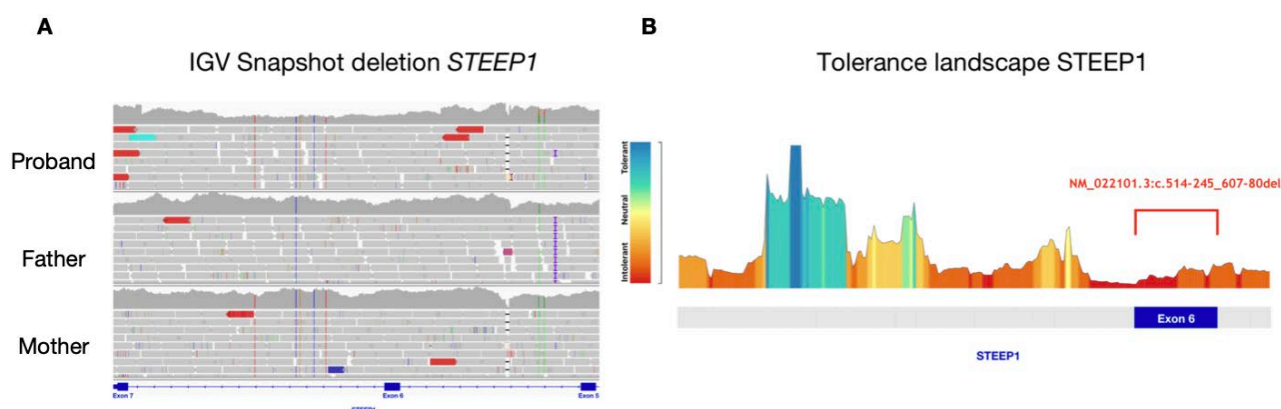 A
IGV Snapshot deletion STEEP1
Proband
Father
Mother
Exon 7
Exon 6
Exon 5
B
Tolerance landscape STEEP1
Tolerant
Neutral
Intolerant
NM_022101.3:c.514-245_607-80del
Exon 6
STEEP1